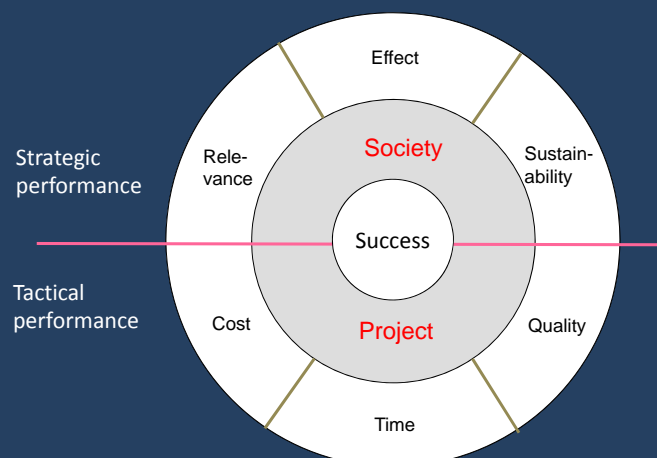 Effect
Strategic
performance
Rele-
vance
Society
Sustain-
ability
Success
Tactical
performance
Cost
Project
Quality
Time